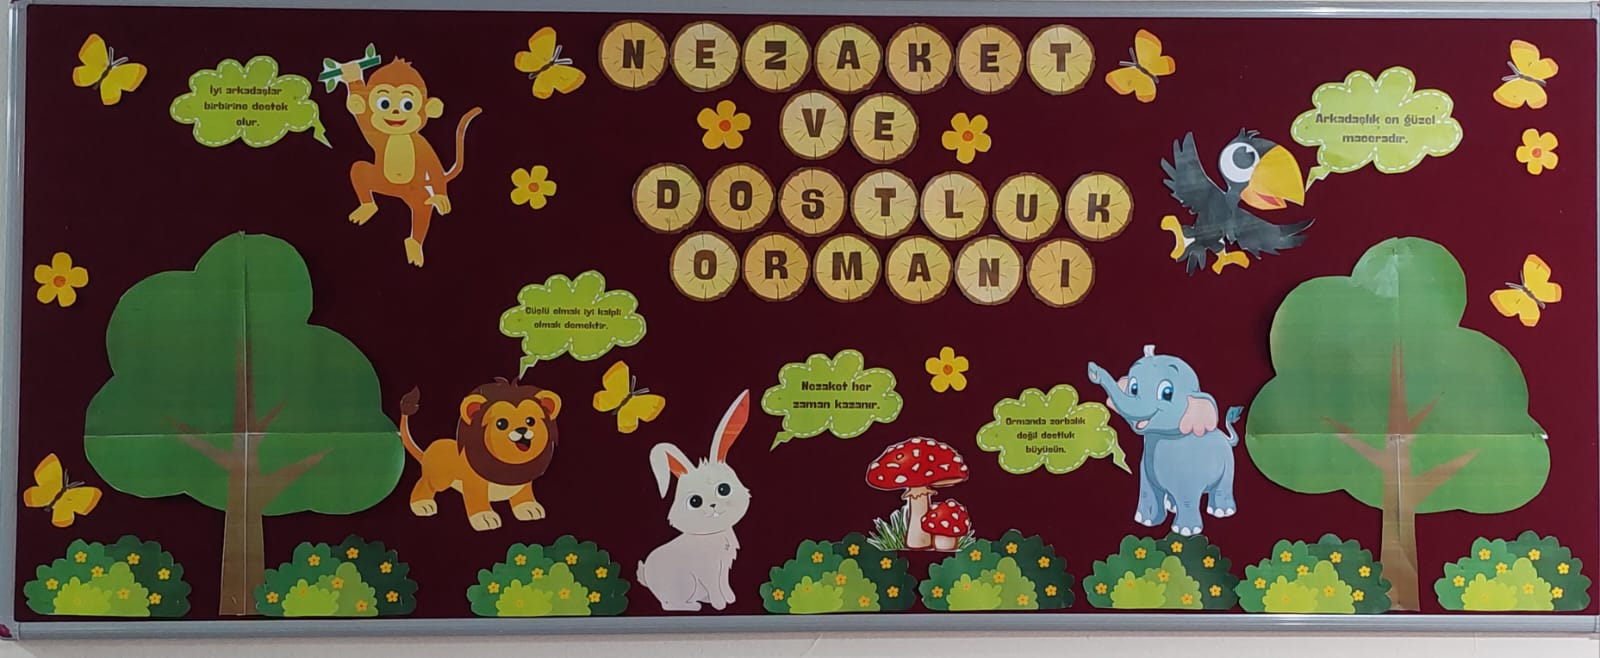 NEZAKET
VE
DOSTLUK
ORMANI
İyi arkadaşlar
birbirine destek
olur.
Arkadaşlık en güzel
maceradır.
Güçlü olmak iyi kalpli
olmak demektir.
Nezaket her
zaman kazanır.
Ormanda zorbalık
değil dostluk
büyüsün.